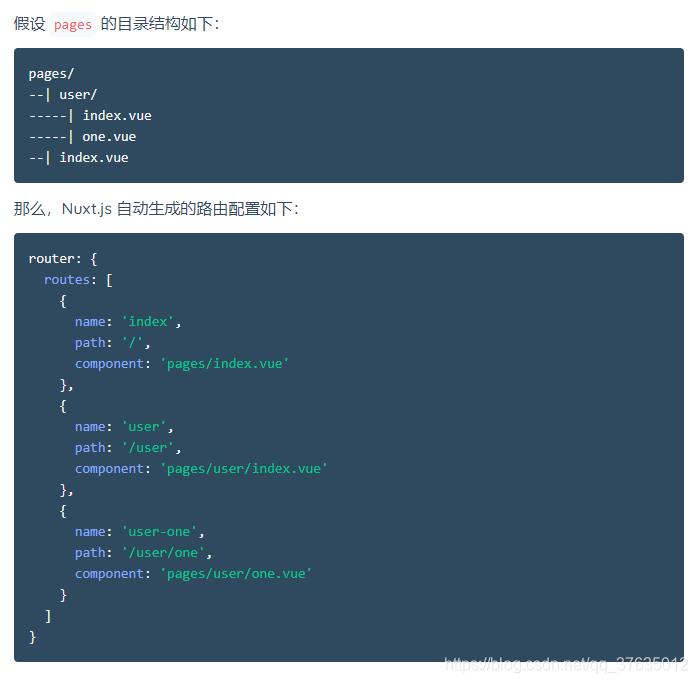 假设 pages 的目录结构如下：
pages/
--| user/
-----| index.vue
-----| one.vue
--| index.vue
那么，Nuxt.js 自动生成的路由配置如下：
router: {
  routes: [
    {
      name: 'index',
      path: '/',
      component: 'pages/index.vue'
    },
    {
      name: 'user',
      path: '/user',
      component: 'pages/user/index.vue'
    },
    {
      name: 'user-one',
      path: '/user/one',
      component: 'pages/user/one.vue'
    }
  ]
}
https://blog.csdn.net/qq_37635012